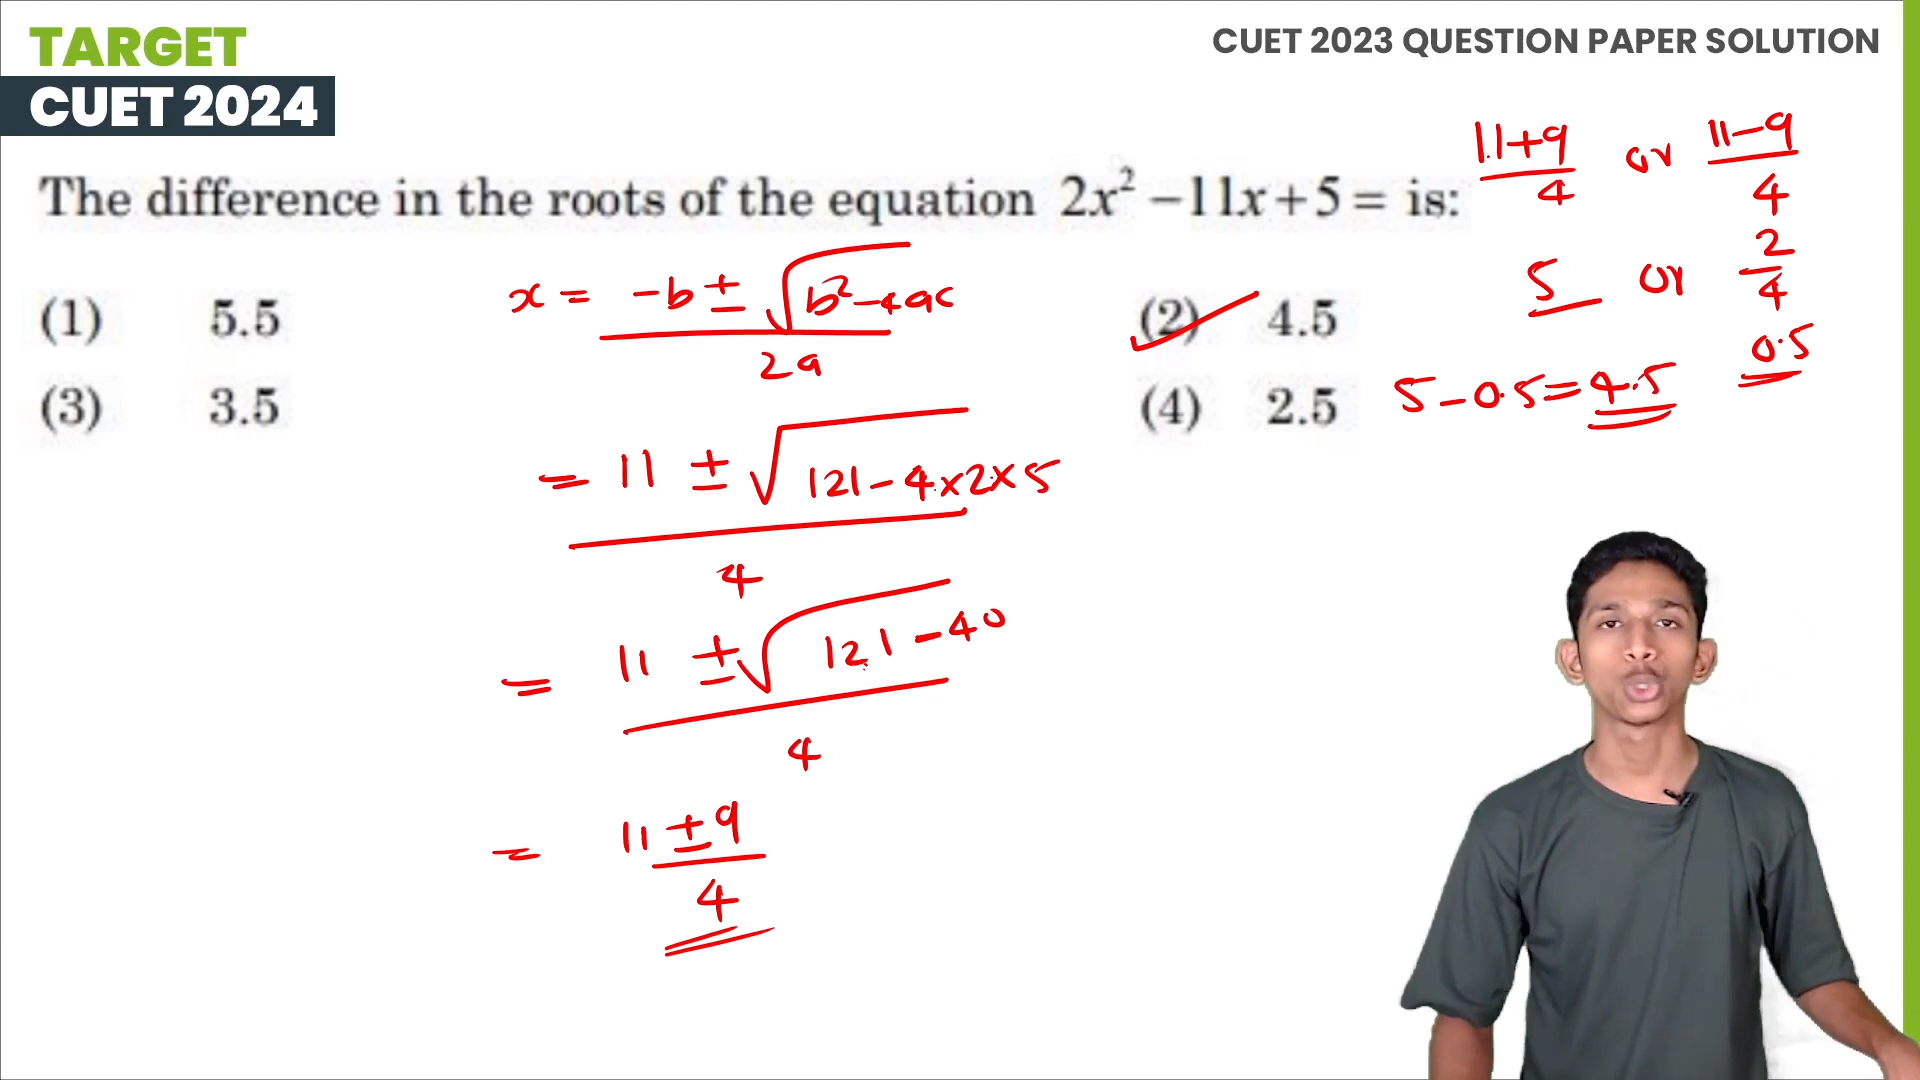 TARGET
CUET 2024
CUET 2023 QUESTION PAPER SOLUTION
The difference in the roots of the equation 2x² −11x+5= is:
(1) 5.5
(2) 4.5
(3) 3.5
(4) 2.5
x = -b ± √b²-4ac
2a
= 11 ± √121-4×2×5
4
= 11 ± √121-40
4
= 11 ± 9
4
11+9 or 11-9
4 4
5 or 2
4
0.5
5-0.5=4.5